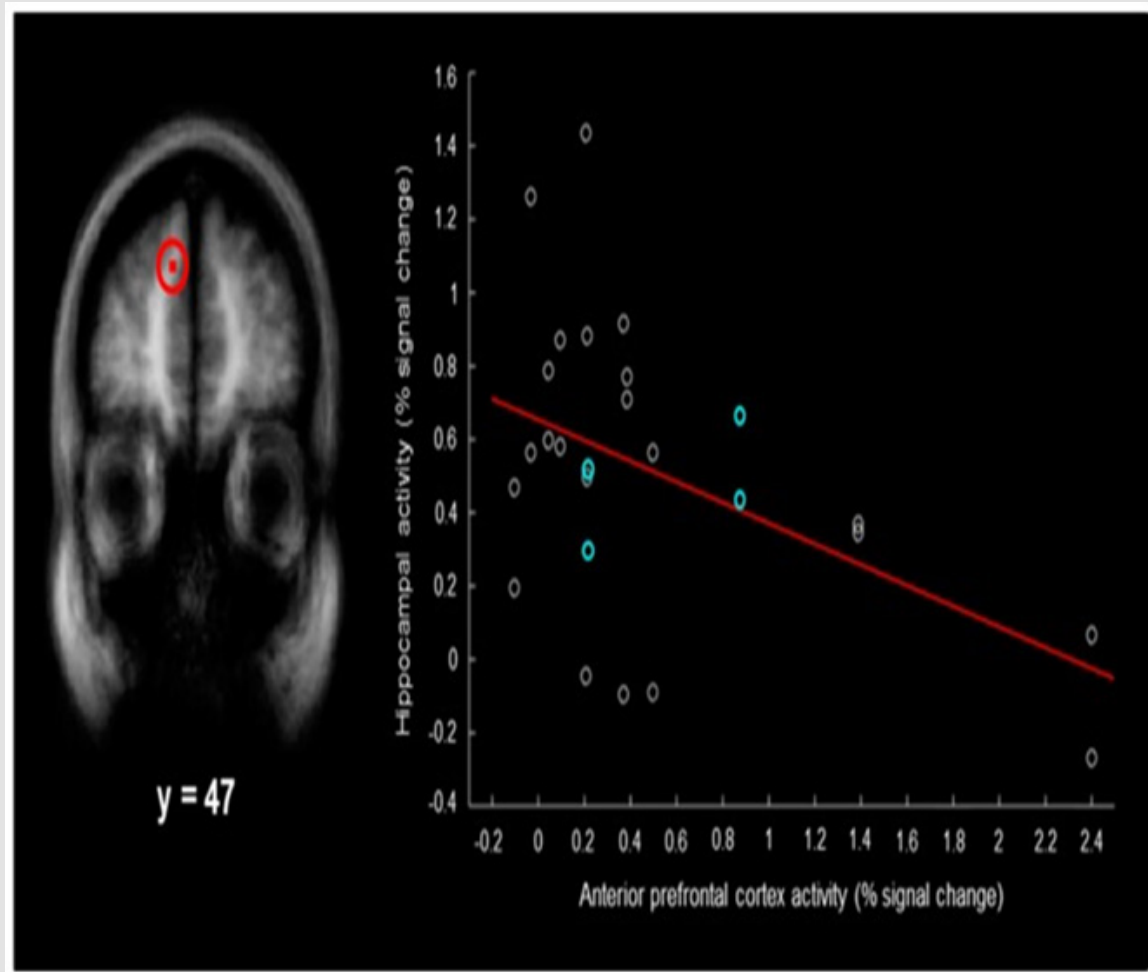 y = 47
Hippocampal activity (% signal change)
1.6
1.4
1.2
1
0.8
0.6
0.4
0.2
0
-0.2
-0.4
-0.2 0 0.2 0.4 0.6 0.8 1 1.2 1.4 1.6 1.8 2 2.2 2.4
Anterior prefrontal cortex activity (% signal change)